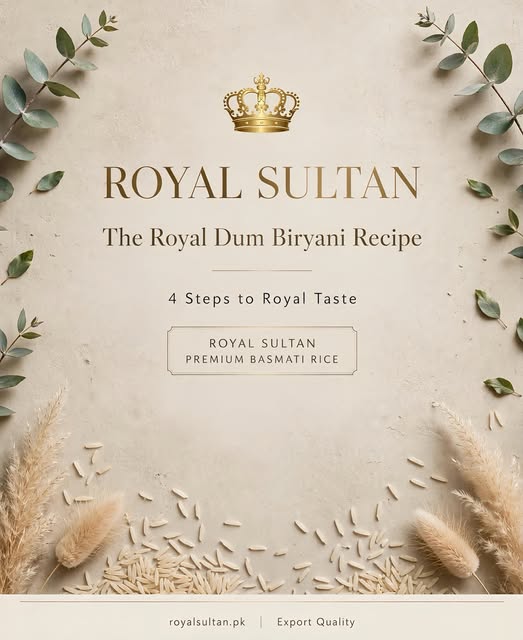 ROYAL SULTAN
The Royal Dum Biryani Recipe
4 Steps to Royal Taste
ROYAL SULTAN
PREMIUM BASMATI RICE
royalsultan.pk | Export Quality